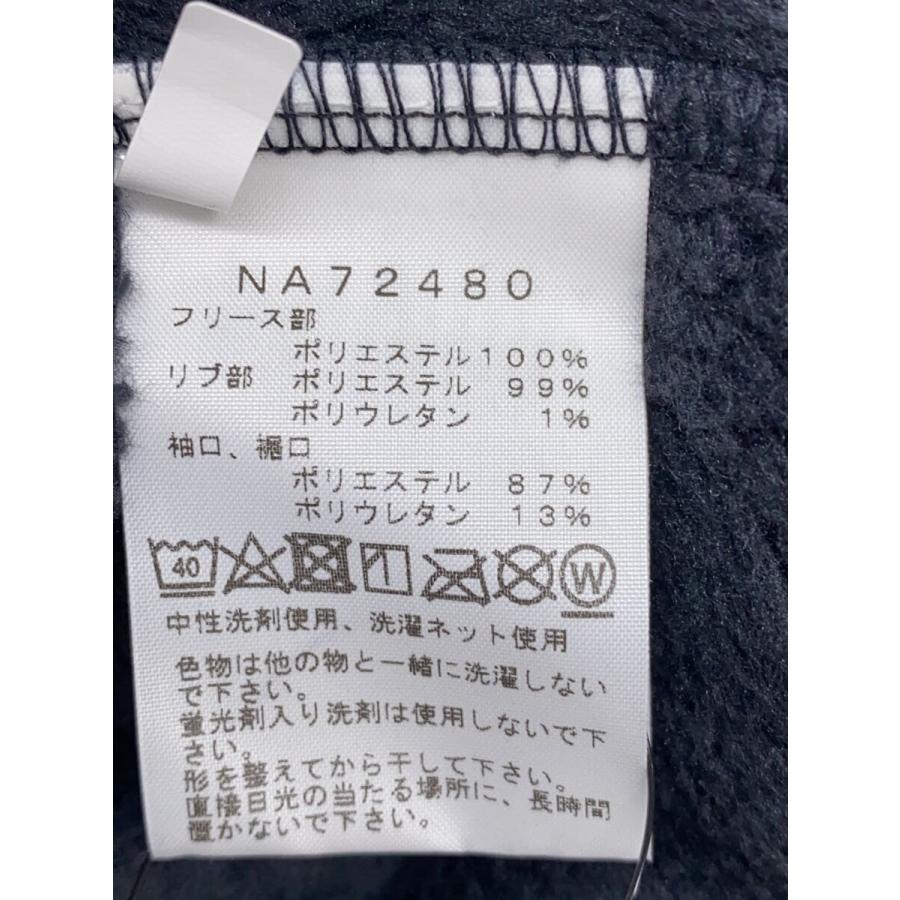 NA72480
フリース部
ポリエステル100%
リブ部 ポリエステル 99%
ポリウレタン 1%
袖口、裾口
ポリエステル 87%
ポリウレタン 13%
40 W
中性洗剤使用、洗濯ネット使用
色物は他の物と一緒に洗濯しない
で下さい。
蛍光剤入り洗剤は使用しないで下
さい。
形を整えてから干して下さい。
直接日光の当たる場所に、長時間
置かないで下さい。